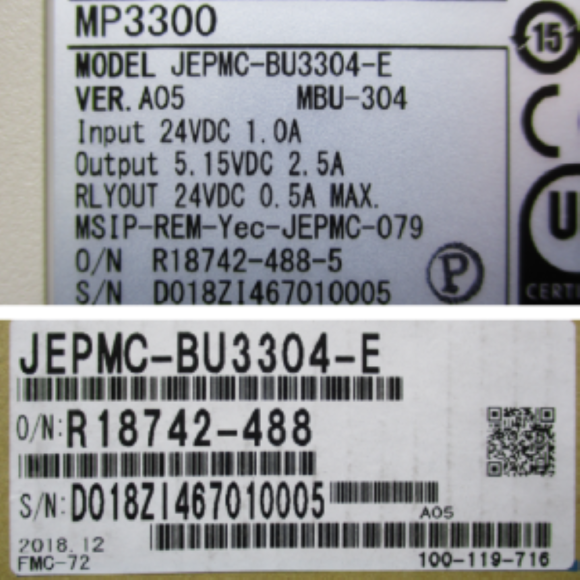 MP3300
15
MODEL JEPMC-BU3304-E
VER. A05 MBU-304
Input 24VDC 1.0A
Output 5.15VDC 2.5A
RLYOUT 24VDC 0.5A MAX.
MSIP-REM-Yec-JEPMC-079
O/N R18742-488-5
P
S/N D018ZI467010005
CERT
JEPMC-BU3304-E
O/N:R18742-488
S/N:D018ZI467010005
A05
2018.12
FMC-72
100-119-716